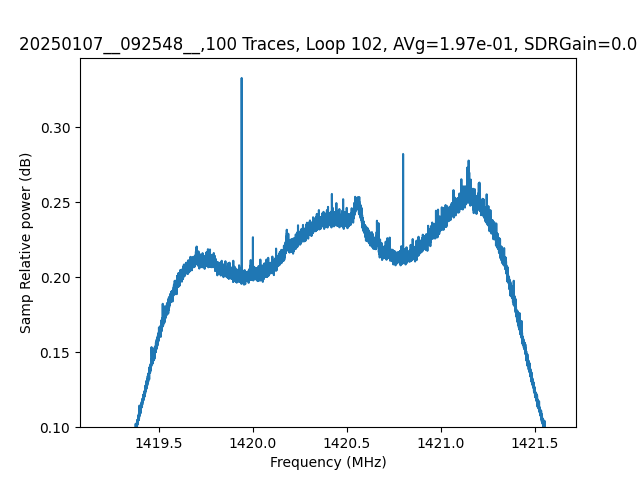 20250107__092548__,100 Traces, Loop 102, AVg=1.97e-01, SDRGain=0.0
Samp Relative power (dB)
0.30
0.25
0.20
0.15
0.10
1419.5 1420.0 1420.5 1421.0 1421.5
Frequency (MHz)